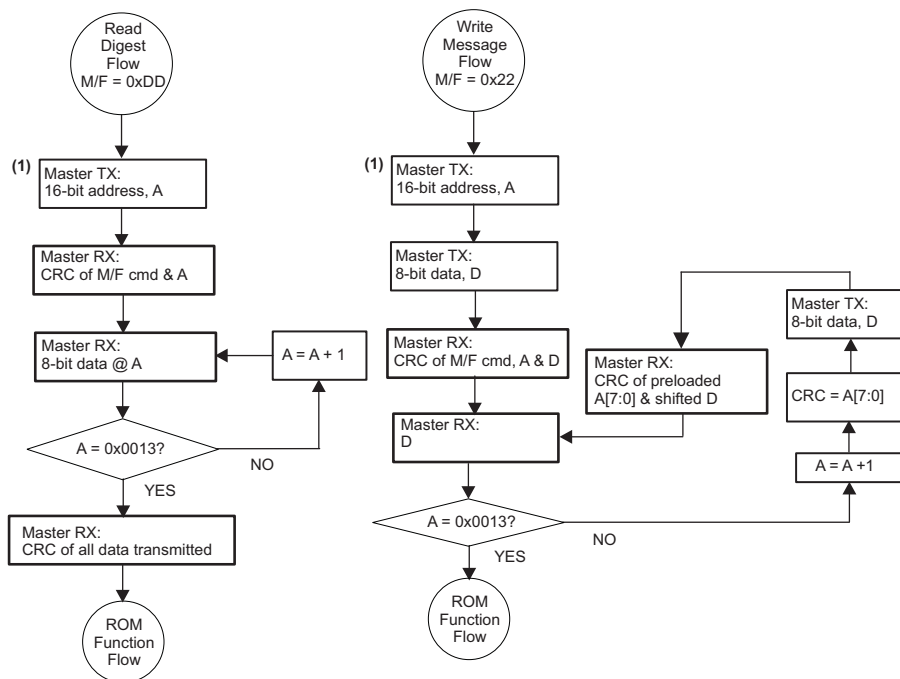 Read
Digest
Flow
M/F = 0xDD
(1)
Master TX:
16-bit address, A
Master RX:
CRC of M/F cmd & A
Master RX:
8-bit data @ A
A = A + 1
A = 0x0013?
NO
YES
Master RX:
CRC of all data transmitted
ROM
Function
Flow
Write
Message
Flow
M/F = 0x22
(1)
Master TX:
16-bit address, A
Master TX:
8-bit data, D
Master RX:
CRC of M/F cmd, A & D
Master RX:
D
A = 0x0013?
NO
YES
ROM
Function
Flow
Master RX:
CRC of preloaded
A[7:0] & shifted D
Master TX:
8-bit data, D
CRC = A[7:0]
A = A +1